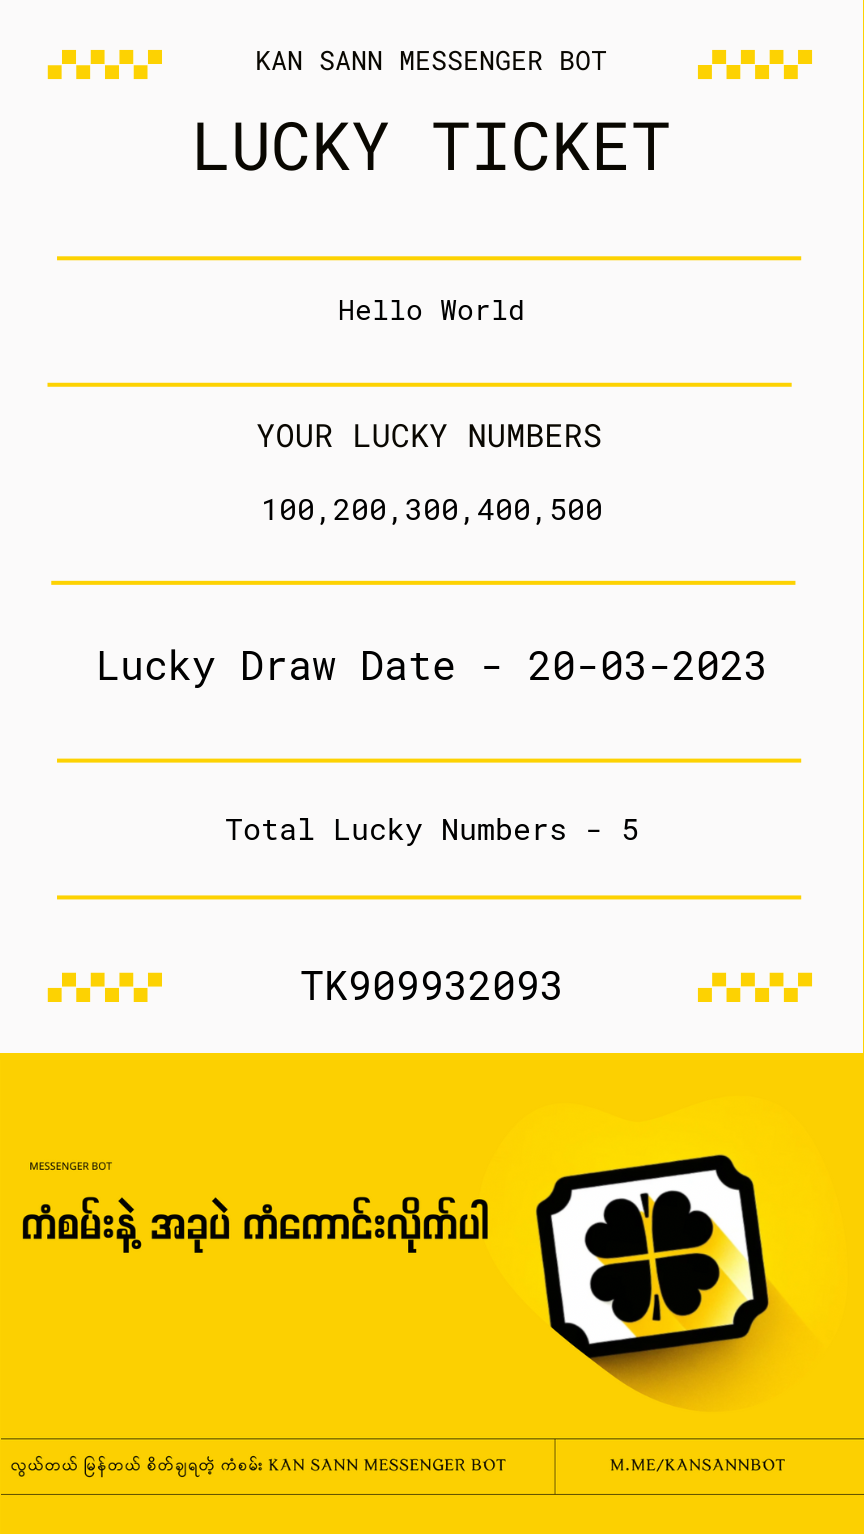 KAN SANN MESSENGER BOT
LUCKY TICKET
Hello World
YOUR LUCKY NUMBERS
100,200,300,400,500
Lucky Draw Date - 20-03-2023
Total Lucky Numbers - 5
TK909932093
MESSENGER BOT
ကံစမ်းနဲ့ အခုပဲ ကံကောင်းလိုက်ပါ
လွယ်တယ် မြန်တယ် စိတ်ချရတဲ့ ကံစမ်း KAN SANN MESSENGER BOT
M.ME/KANSANNBOT